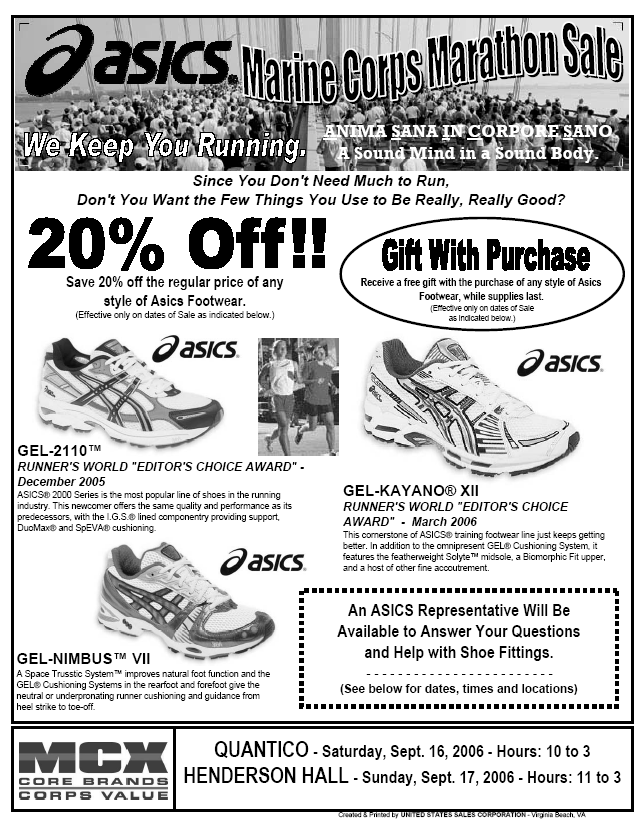 asics. Marine Corps Marathon Sale
We Keep You Running.
ANIMA SANA IN CORPORE SANO
A Sound Mind in a Sound Body.
Since You Don't Need Much to Run,
Don't You Want the Few Things You Use to Be Really, Really Good?
20% Off!!
Save 20% off the regular price of any
style of Asics Footwear.
(Effective only on dates of Sale as indicated below.)
Gift With Purchase
Receive a free gift with the purchase of any style of Asics
Footwear, while supplies last.
(Effective only on dates of Sale
as indicated below.)
asics.
GEL-2110™
RUNNER'S WORLD "EDITOR'S CHOICE AWARD" -
December 2005
ASICS® 2000 Series is the most popular line of shoes in the running
industry. This newcomer offers the same quality and performance as its
predecessors, with the I.G.S.® lined componentry providing support,
DuoMax® and SpEVA® cushioning.
asics.
GEL-KAYANO® XII
RUNNER'S WORLD "EDITOR'S CHOICE
AWARD" - March 2006
This cornerstone of ASICS® training footwear line just keeps getting
better. In addition to the omnipresent GEL® Cushioning System, it
features the featherweight Solyte™ midsole, a Biomorphic Fit upper,
and a host of other fine accoutrement.
asics.
GEL-NIMBUS™ VII
A Space Trusstic System™ improves natural foot function and the
GEL® Cushioning Systems in the rearfoot and forefoot give the
neutral or underpronating runner cushioning and guidance from
heel strike to toe-off.
An ASICS Representative Will Be
Available to Answer Your Questions
and Help with Shoe Fittings.
- - - - - - - - - - - - - - - - - - - - - - - -
(See below for dates, times and locations)
MCX
CORE BRANDS
CORPS VALUE
QUANTICO - Saturday, Sept. 16, 2006 - Hours: 10 to 3
HENDERSON HALL - Sunday, Sept. 17, 2006 - Hours: 11 to 3
Created & Printed by UNITED STATES SALES CORPORATION - Virginia Beach, VA